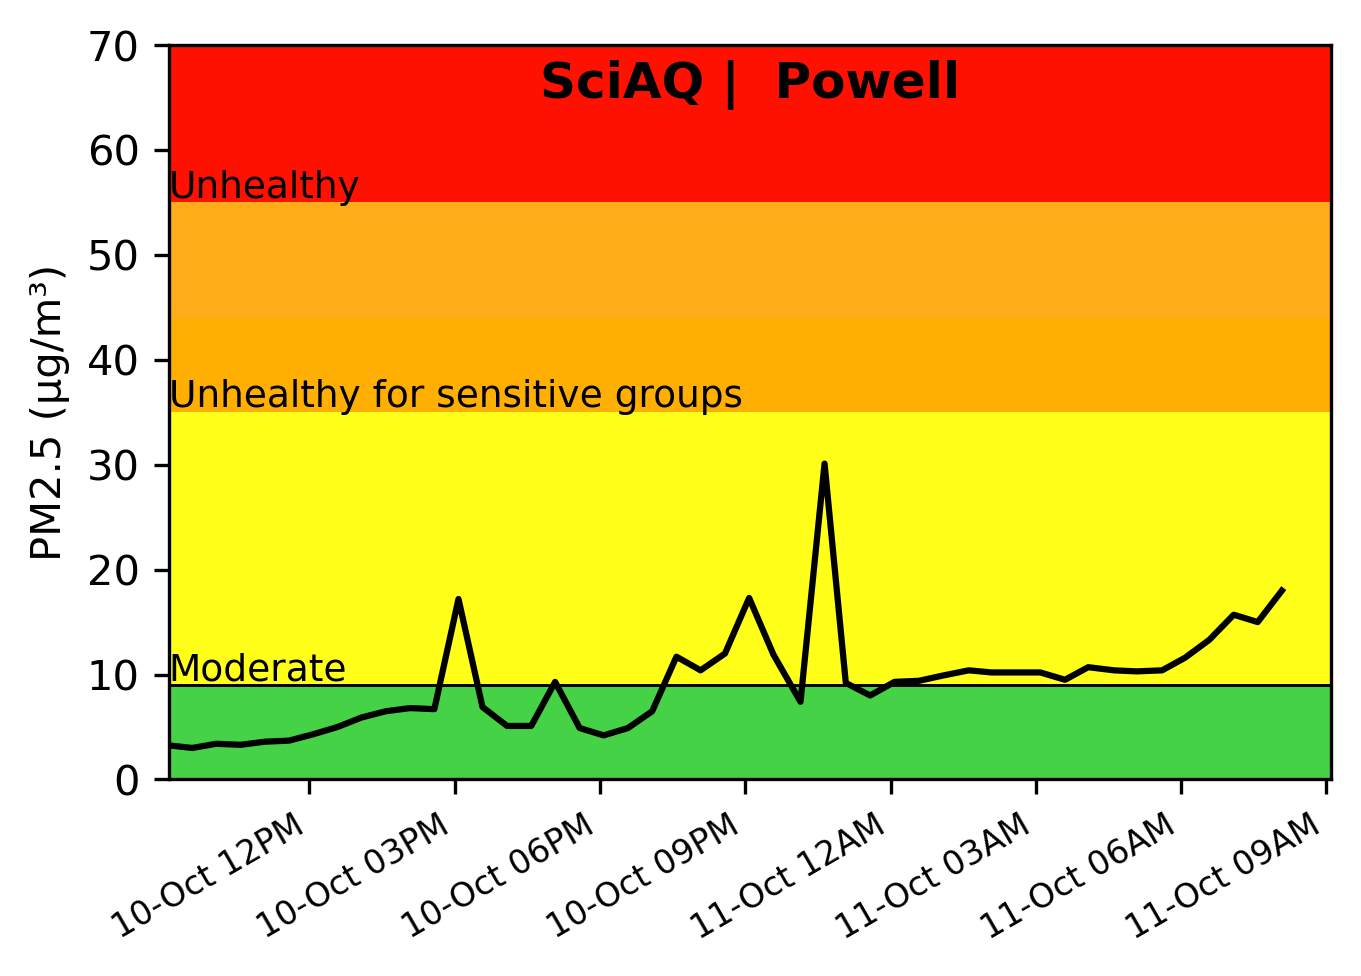 SciAQ |  Powell
PM2.5 (µg/m³)
70
60
50
40
30
20
10
0
Unhealthy
Unhealthy for sensitive groups
Moderate
10-Oct 12PM
10-Oct 03PM
10-Oct 06PM
10-Oct 09PM
11-Oct 12AM
11-Oct 03AM
11-Oct 06AM
11-Oct 09AM